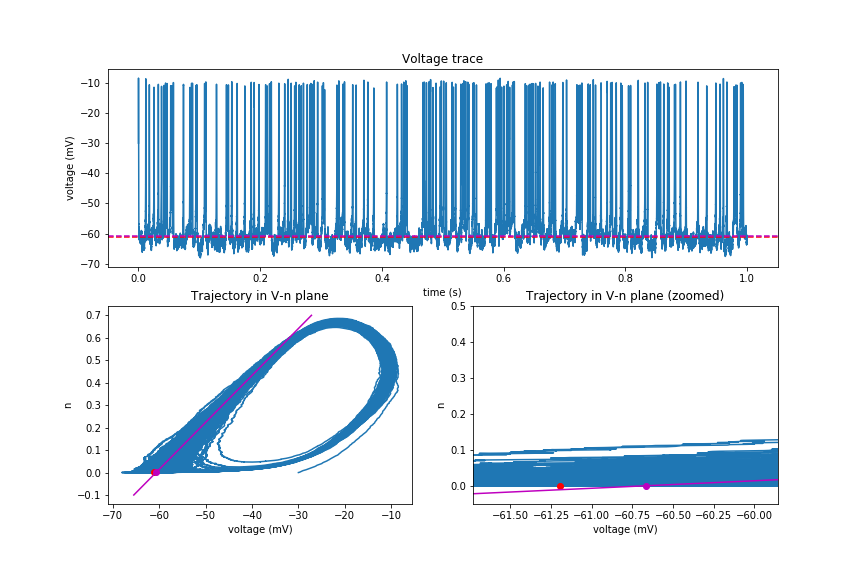 Voltage trace
voltage (mV)
−10
−20
−30
−40
−50
−60
−70
0.0 0.2 0.4 0.6 0.8 1.0
time (s)
Trajectory in V-n plane
n
0.7
0.6
0.5
0.4
0.3
0.2
0.1
0.0
−0.1
−70 −60 −50 −40 −30 −20 −10
voltage (mV)
Trajectory in V-n plane (zoomed)
n
0.5
0.4
0.3
0.2
0.1
0.0
−61.50 −61.25 −61.00 −60.75 −60.50 −60.25 −60.00
voltage (mV)